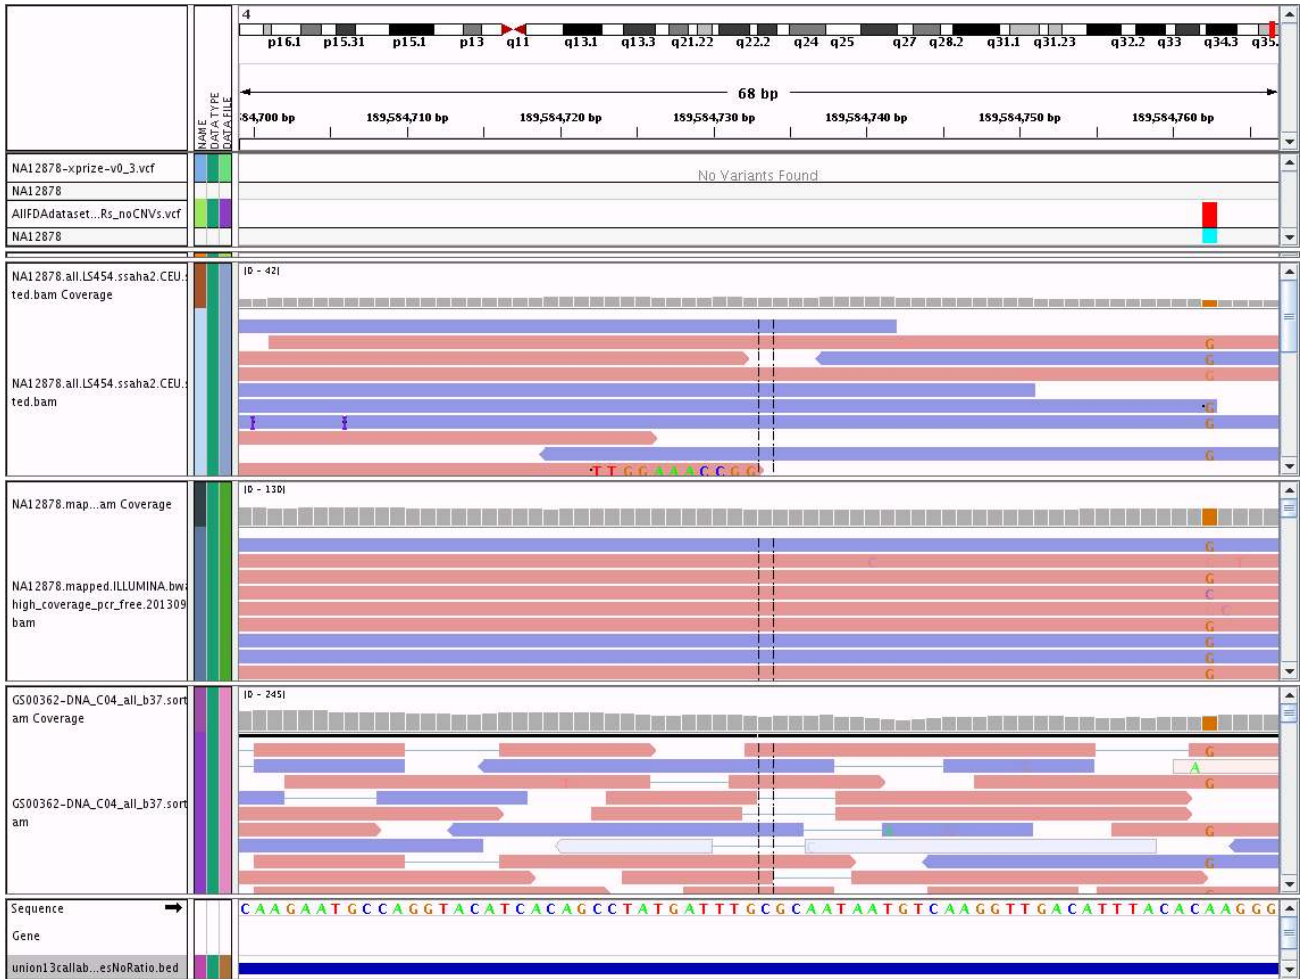 4
p16.1 p15.31 p15.1 p13 q11 q13.1 q13.3 q21.22 q22.2 q24 q25 q27 q28.2 q31.1 q31.23 q32.2 q33 q34.3 q35.
68 bp
584,700 bp 189,584,710 bp 189,584,720 bp 189,584,730 bp 189,584,740 bp 189,584,750 bp 189,584,760 bp
NAME
DATA TYPE
DATA FILE
NA12878-xprize-v0_3.vcf
No Variants Found
NA12878
AllFDAdataset...Rs_noCNVs.vcf
NA12878
NA12878.all.LS454.ssaha2.CEU.s
ted.bam Coverage
[0 - 42]
G
G
G
NA12878.all.LS454.ssaha2.CEU.s
ted.bam
G
G
G
T T G G A A A C C G G
NA12878.map...am Coverage
[0 - 130]
G
C T
G
C
NA12878.mapped.ILLUMINA.bwa
high_coverage_pcr_free.201309
bam
C
G
G
G
G
GS00362-DNA_C04_all_b37.sort
am Coverage
[0 - 245]
G
A
G
GS00362-DNA_C04_all_b37.sort
am
G
C
G
G
Sequence
C A A G A A T G C C A G G T A C A T C A C A G C C T A T G A T T T G C G C A A T A A T G T C A A G G T T G A C A T T T A C A C A A G G G
Gene
union13callab...esNoRatio.bed